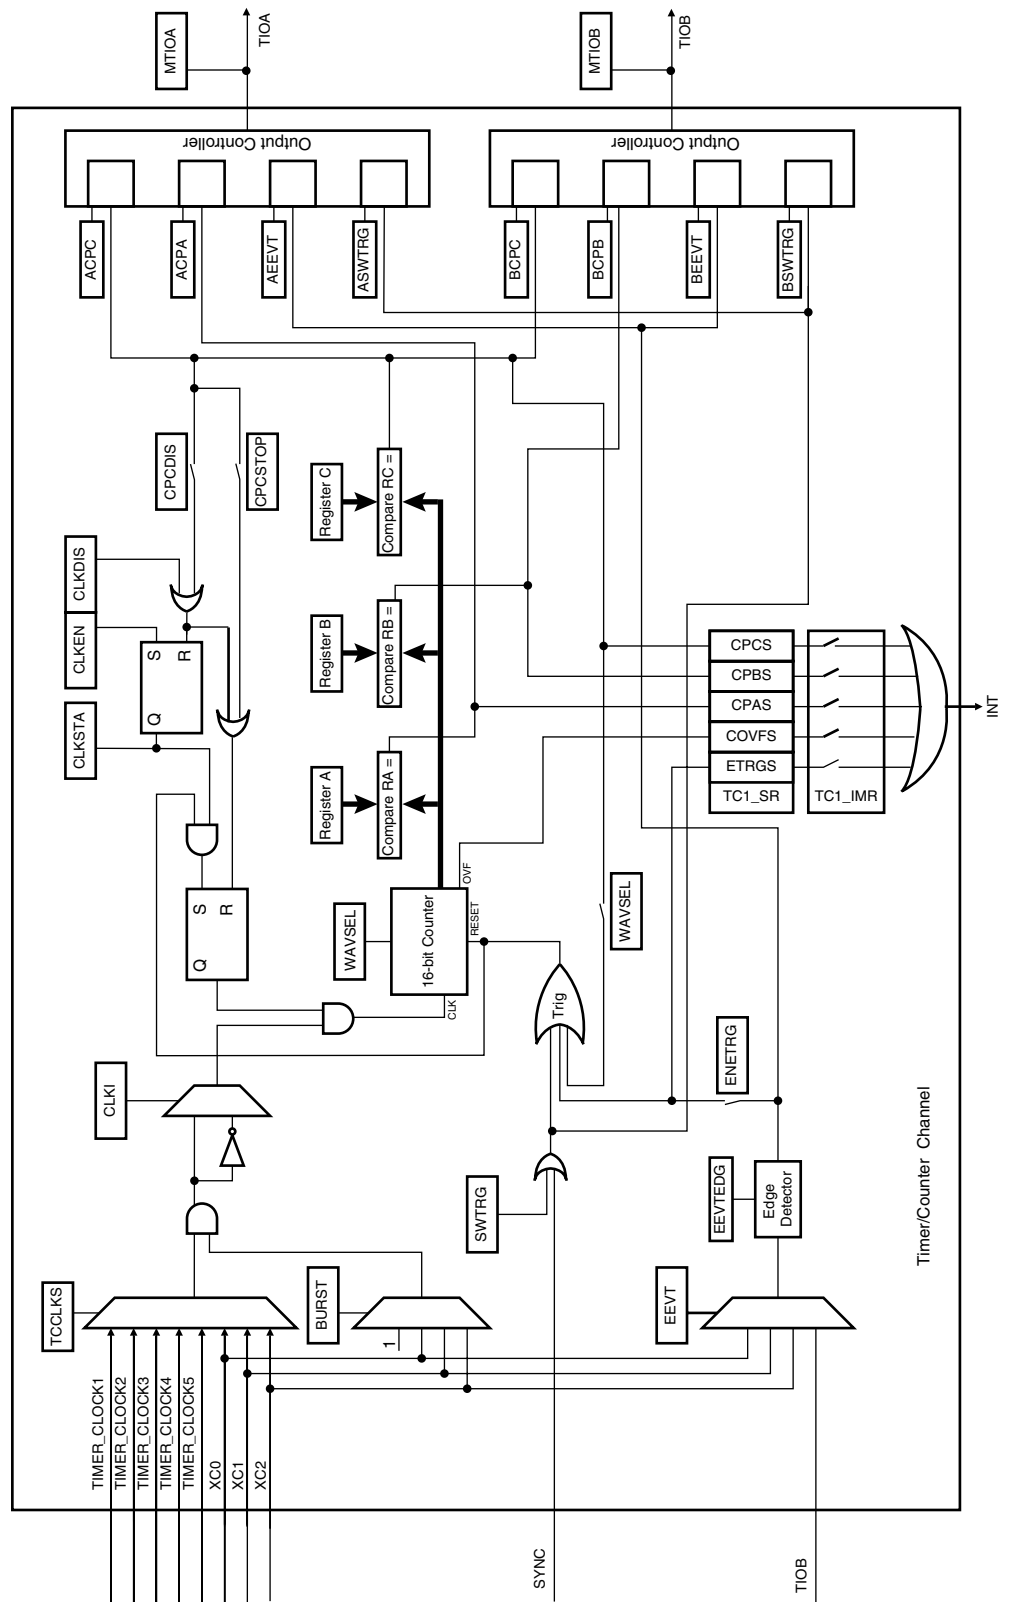 MTIOA
TIOA
MTIOB
TIOB
Output Controller
Output Controller
ACPC
ACPA
AEEVT
ASWTRG
BCPC
BCPB
BEEVT
BSWTRG
CPCDIS
CPCSTOP
CLKDIS
CLKEN
CLKSTA
S
R
Q
Register C
Compare RC =
Register B
Compare RB =
Register A
Compare RA =
CPCS
CPBS
CPAS
COVFS
ETRGS
TC1_SR
TC1_IMR
INT
S
R
Q
WAVSEL
16-bit Counter
OVF
RESET
CLK
WAVSEL
Trig
CLKI
ENETRG
SWTRG
EEVTEDG
Edge
Detector
Timer/Counter Channel
TCCLKS
BURST
EEVT
1
TIMER_CLOCK1
TIMER_CLOCK2
TIMER_CLOCK3
TIMER_CLOCK4
TIMER_CLOCK5
XC0
XC1
XC2
SYNC
TIOB